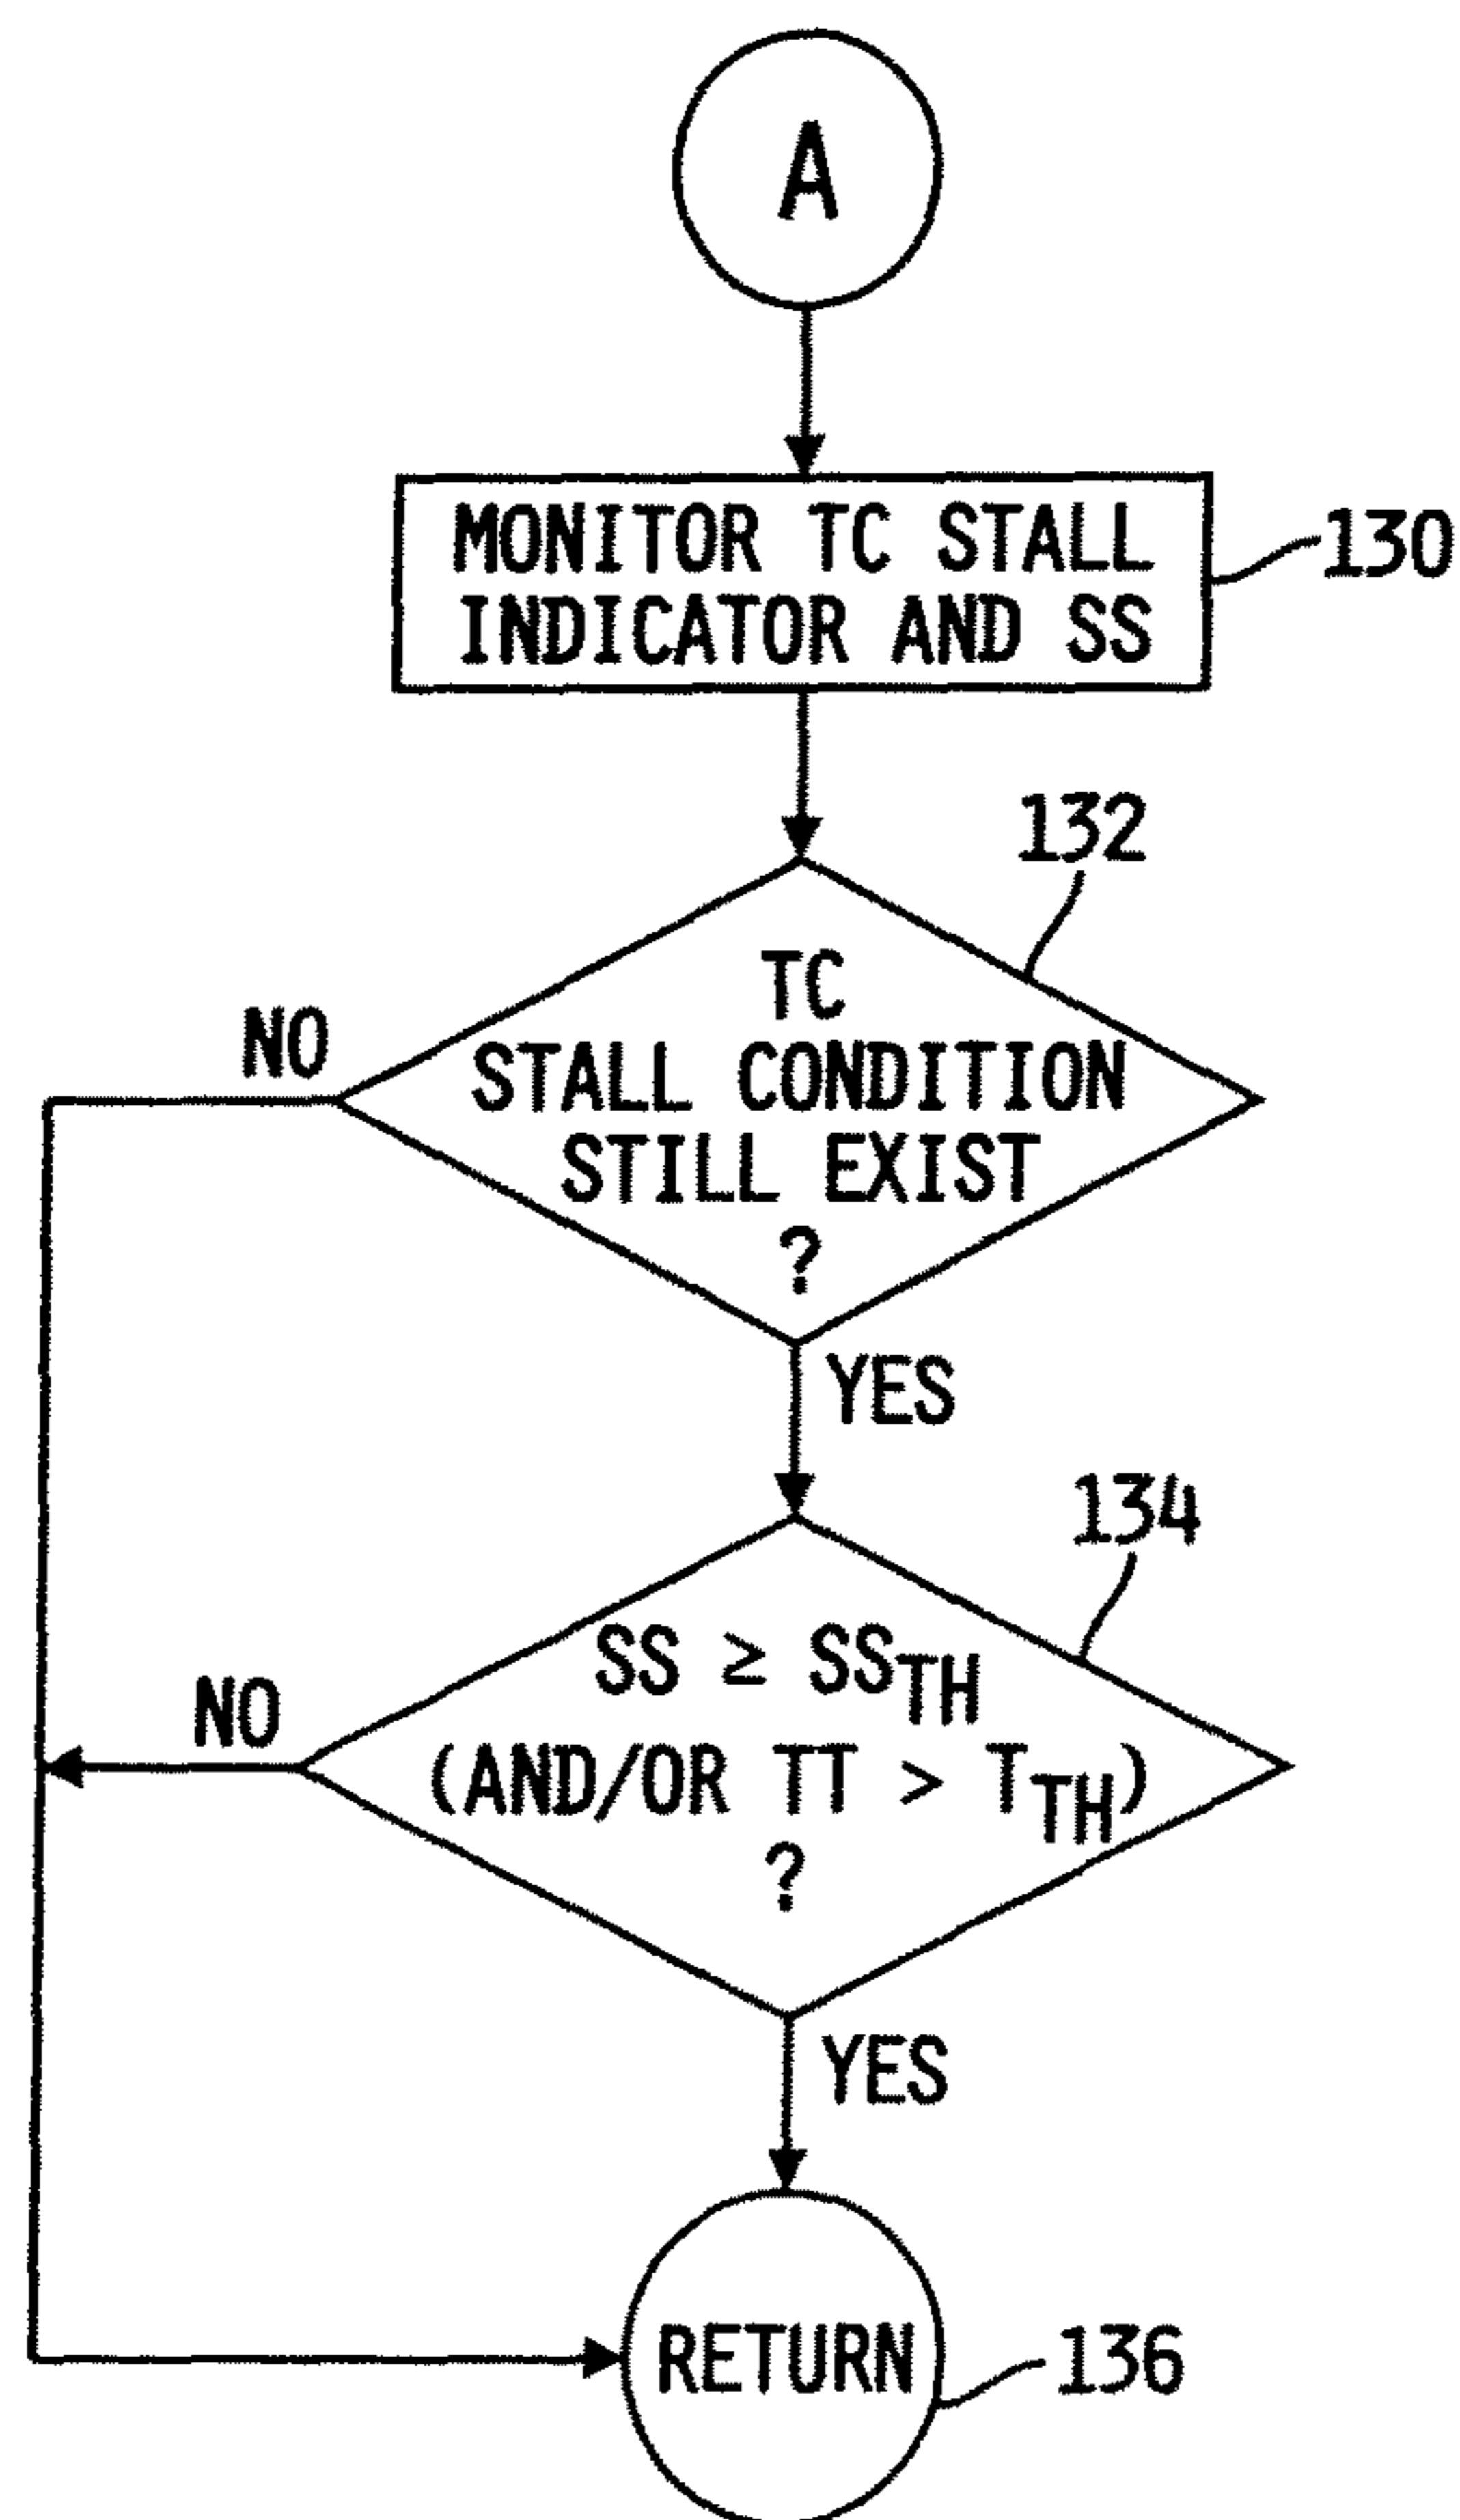 A
MONITOR TC STALL
INDICATOR AND SS
130
132
TC
STALL CONDITION
STILL EXIST
?
NO
YES
134
SS ≥ SSTH
(AND/OR TT > TTH)
?
NO
YES
RETURN
136